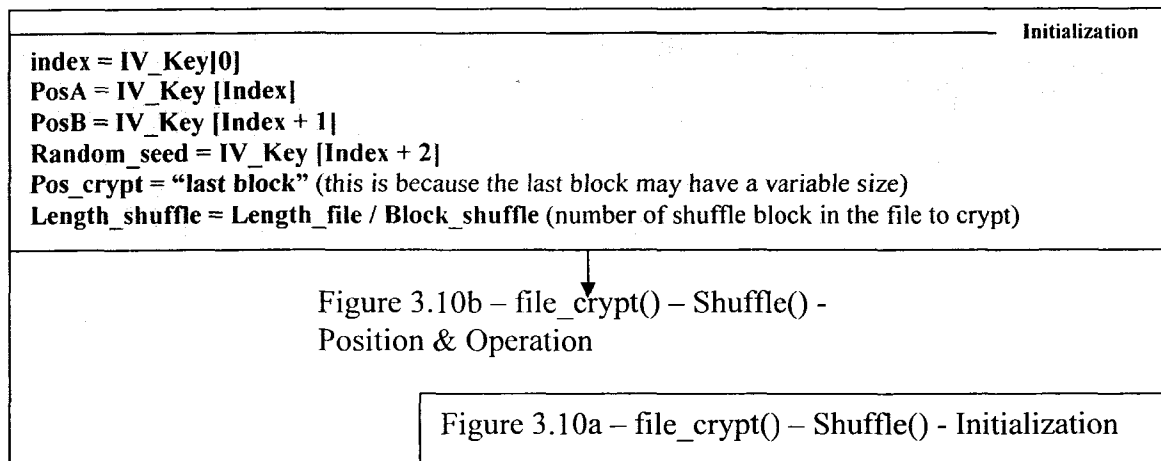 Initialization
index = IV_Key[0]
PosA = IV_Key [Index]
PosB = IV_Key [Index + 1]
Random_seed = IV_Key [Index + 2]
Pos_crypt = “last block” (this is because the last block may have a variable size)
Length_shuffle = Length_file / Block_shuffle (number of shuffle block in the file to crypt)
Figure 3.10b – file_crypt() – Shuffle() -
Position & Operation
Figure 3.10a – file_crypt() – Shuffle() - Initialization